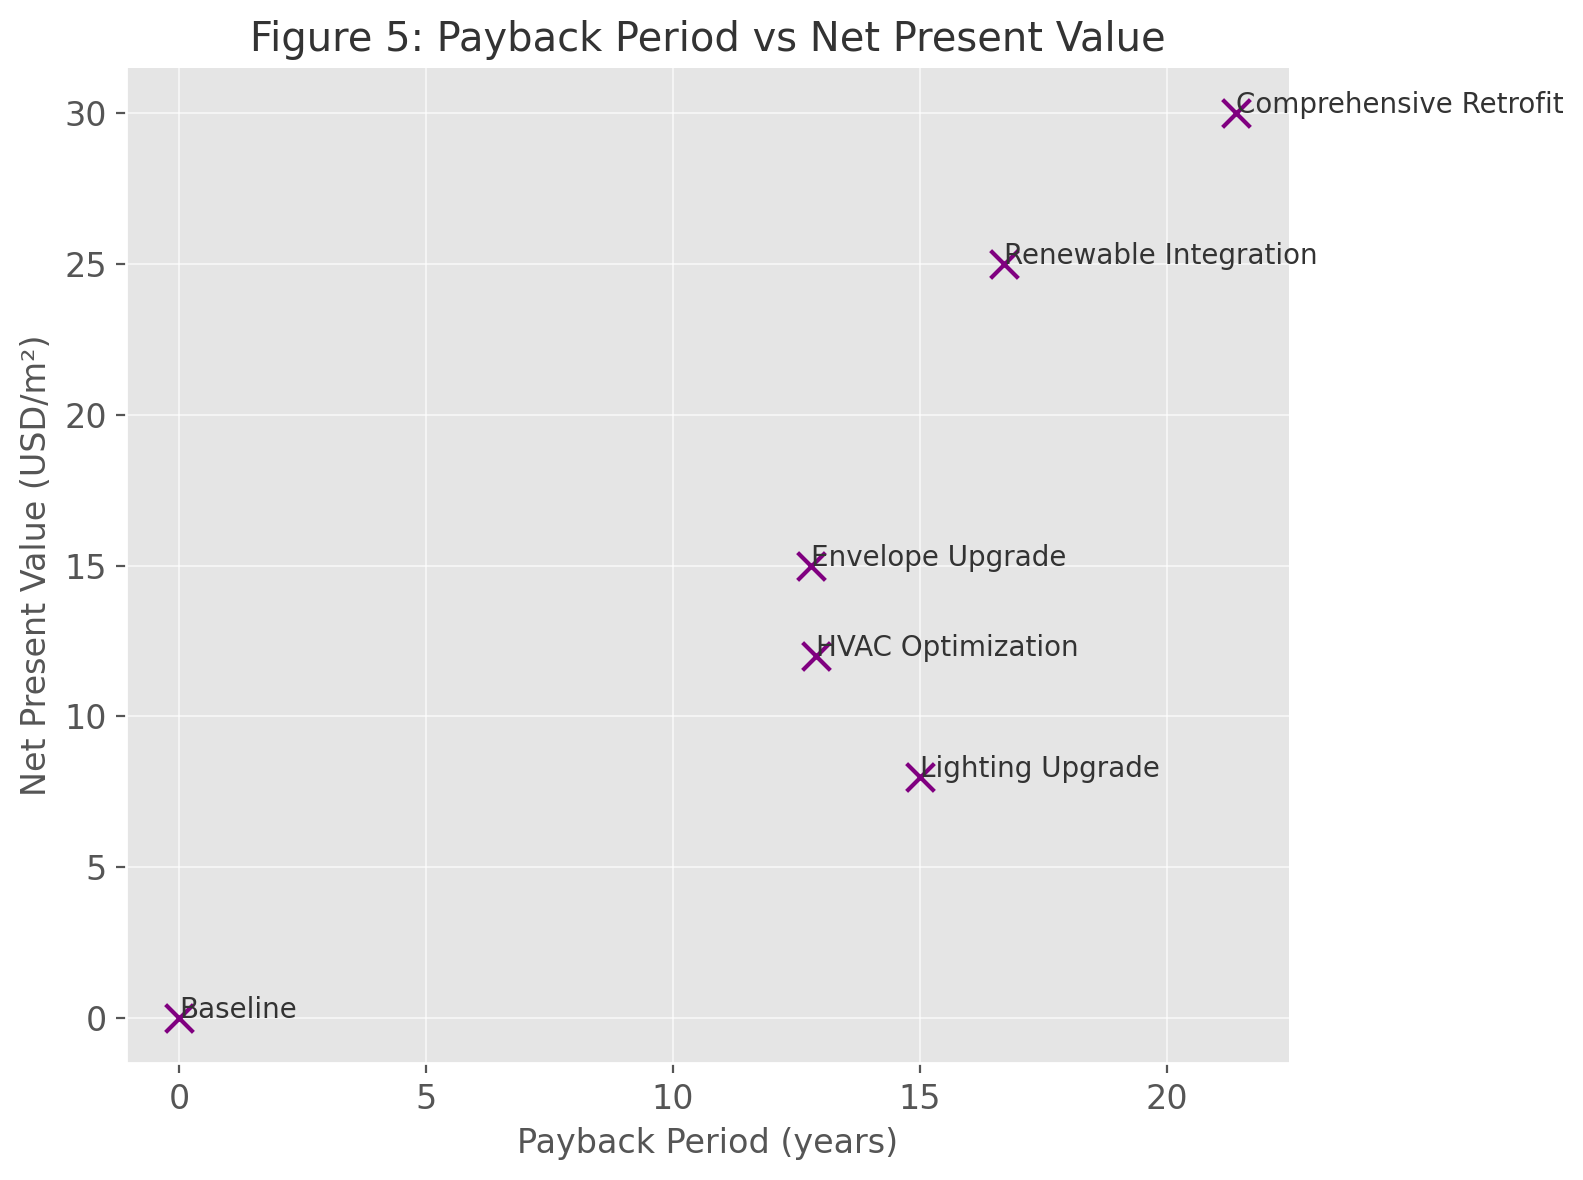 Figure 5: Payback Period vs Net Present Value
Net Present Value (USD/m²)
30
25
20
15
10
5
0
Comprehensive Retrofit
Renewable Integration
Envelope Upgrade
HVAC Optimization
Lighting Upgrade
Baseline
0 5 10 15 20
Payback Period (years)